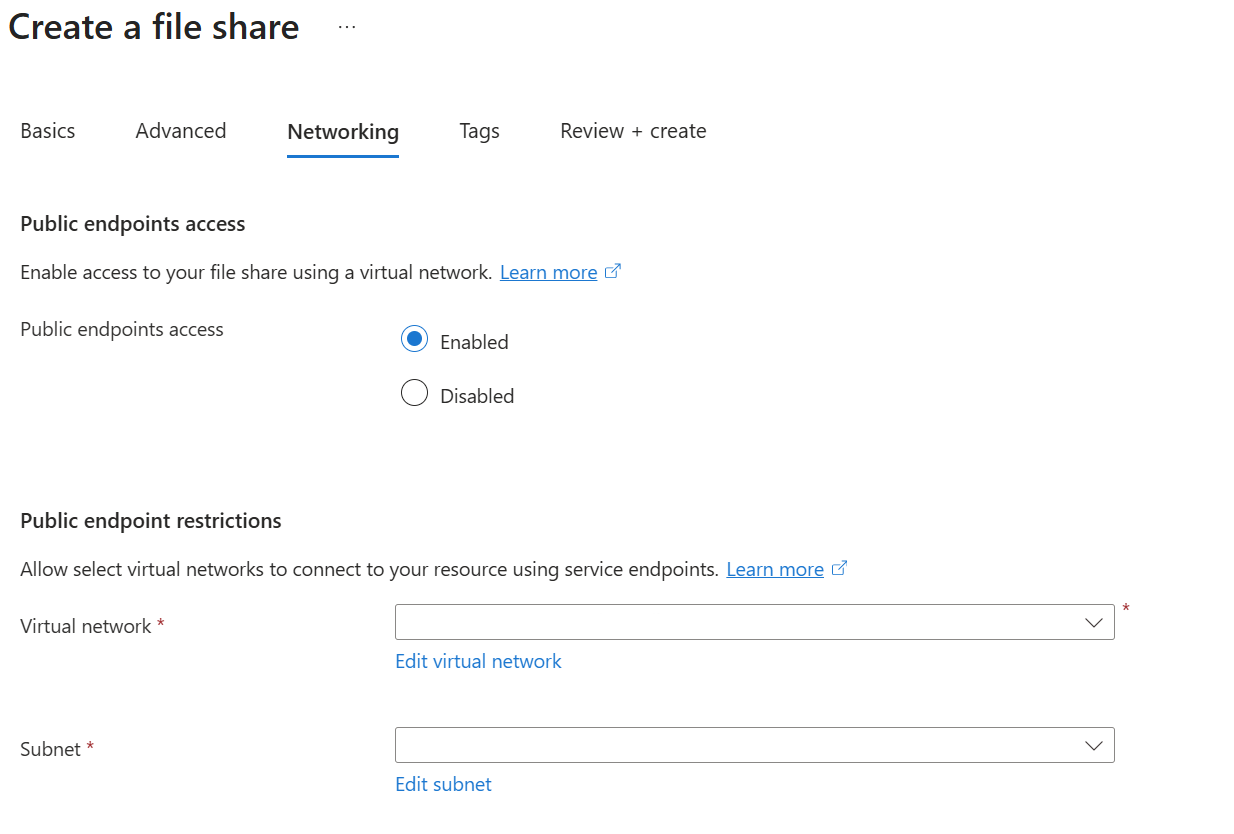 Create a file share ...
Basics Advanced Networking Tags Review + create
Public endpoints access
Enable access to your file share using a virtual network. Learn more
Public endpoints access
Enabled
Disabled
Public endpoint restrictions
Allow select virtual networks to connect to your resource using service endpoints. Learn more
Virtual network * *
Edit virtual network
Subnet *
Edit subnet